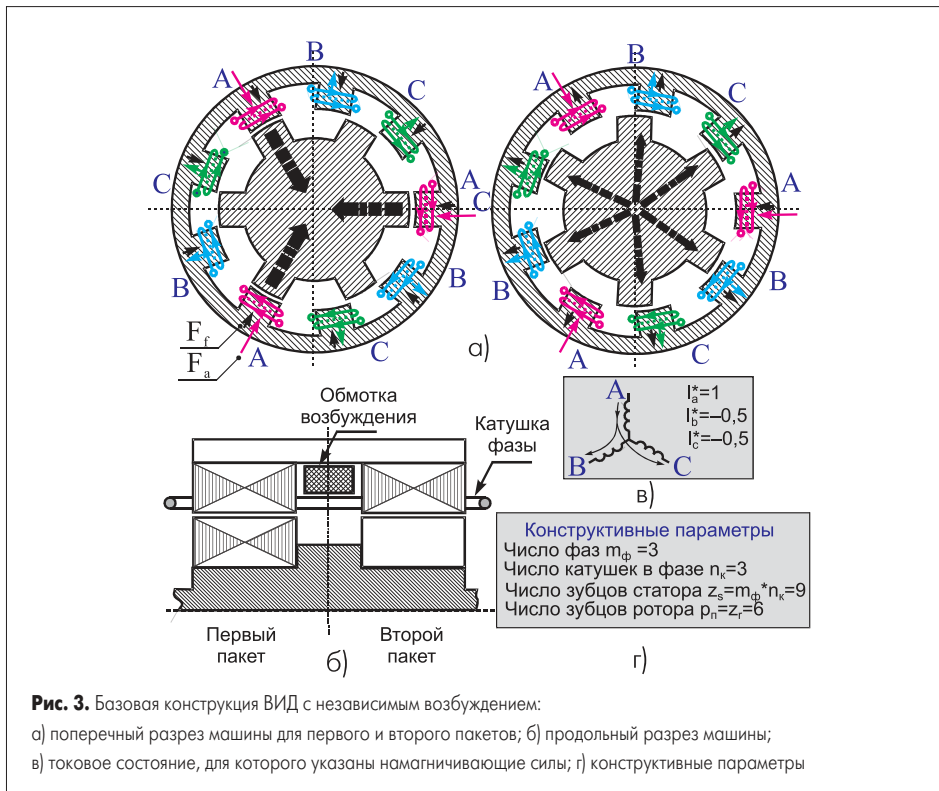 B
A
C
C
A
B
B
A
C
F_f
F_a
а)
B
A
C
C
A
B
B
A
C
Обмотка
возбуждения
Катушка
фазы
Первый
пакет
Второй
пакет
б)
A
B
C
I*a=1
I*b=–0,5
I*c=–0,5
в)
Конструктивные параметры
Число фаз mф =3
Число катушек в фазе nк=3
Число зубцов статора zs=mф*nк=9
Число зубцов ротора pп=zr=6
г)
Рис. 3. Базовая конструкция ВИД с независимым возбуждением:
а) поперечный разрез машины для первого и второго пакетов; б) продольный разрез машины;
в) токовое состояние, для которого указаны намагничивающие силы; г) конструктивные параметры